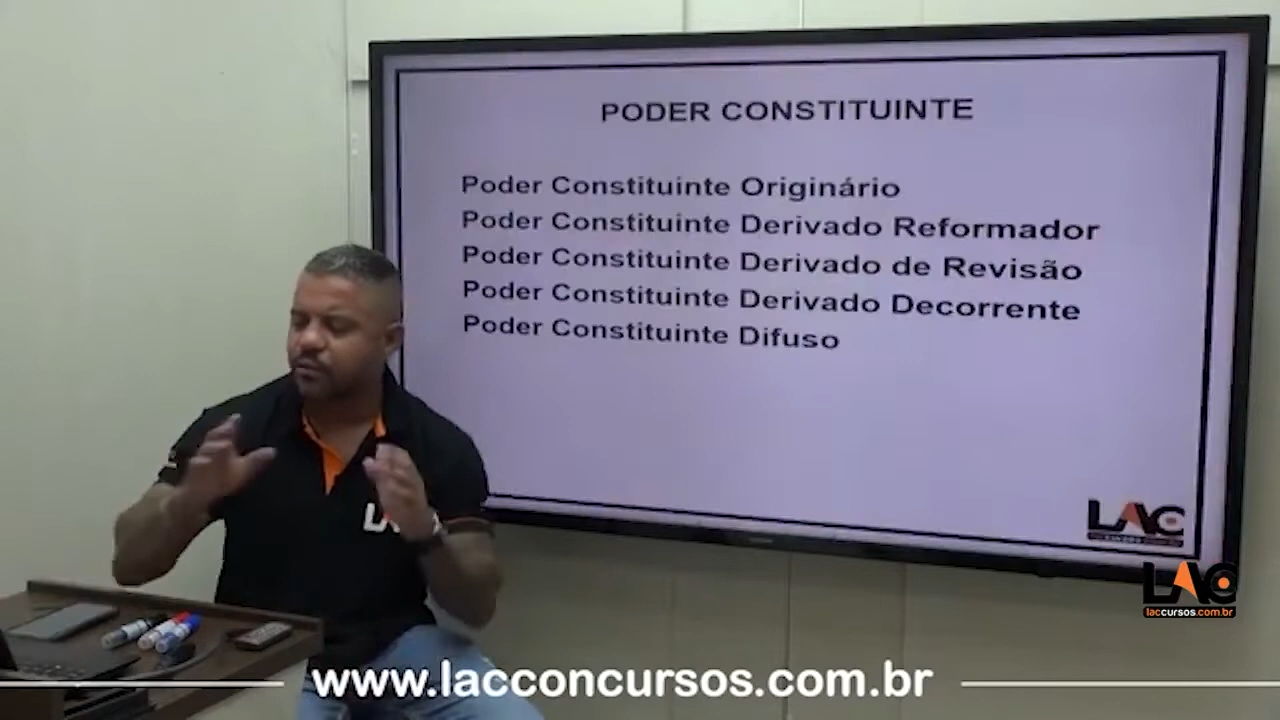 PODER CONSTITUINTE
Poder Constituinte Originário
Poder Constituinte Derivado Reformador
Poder Constituinte Derivado de Revisão
Poder Constituinte Derivado Decorrente
Poder Constituinte Difuso
LAC
LAC
laccursos.com.br
www.lacconcursos.com.br